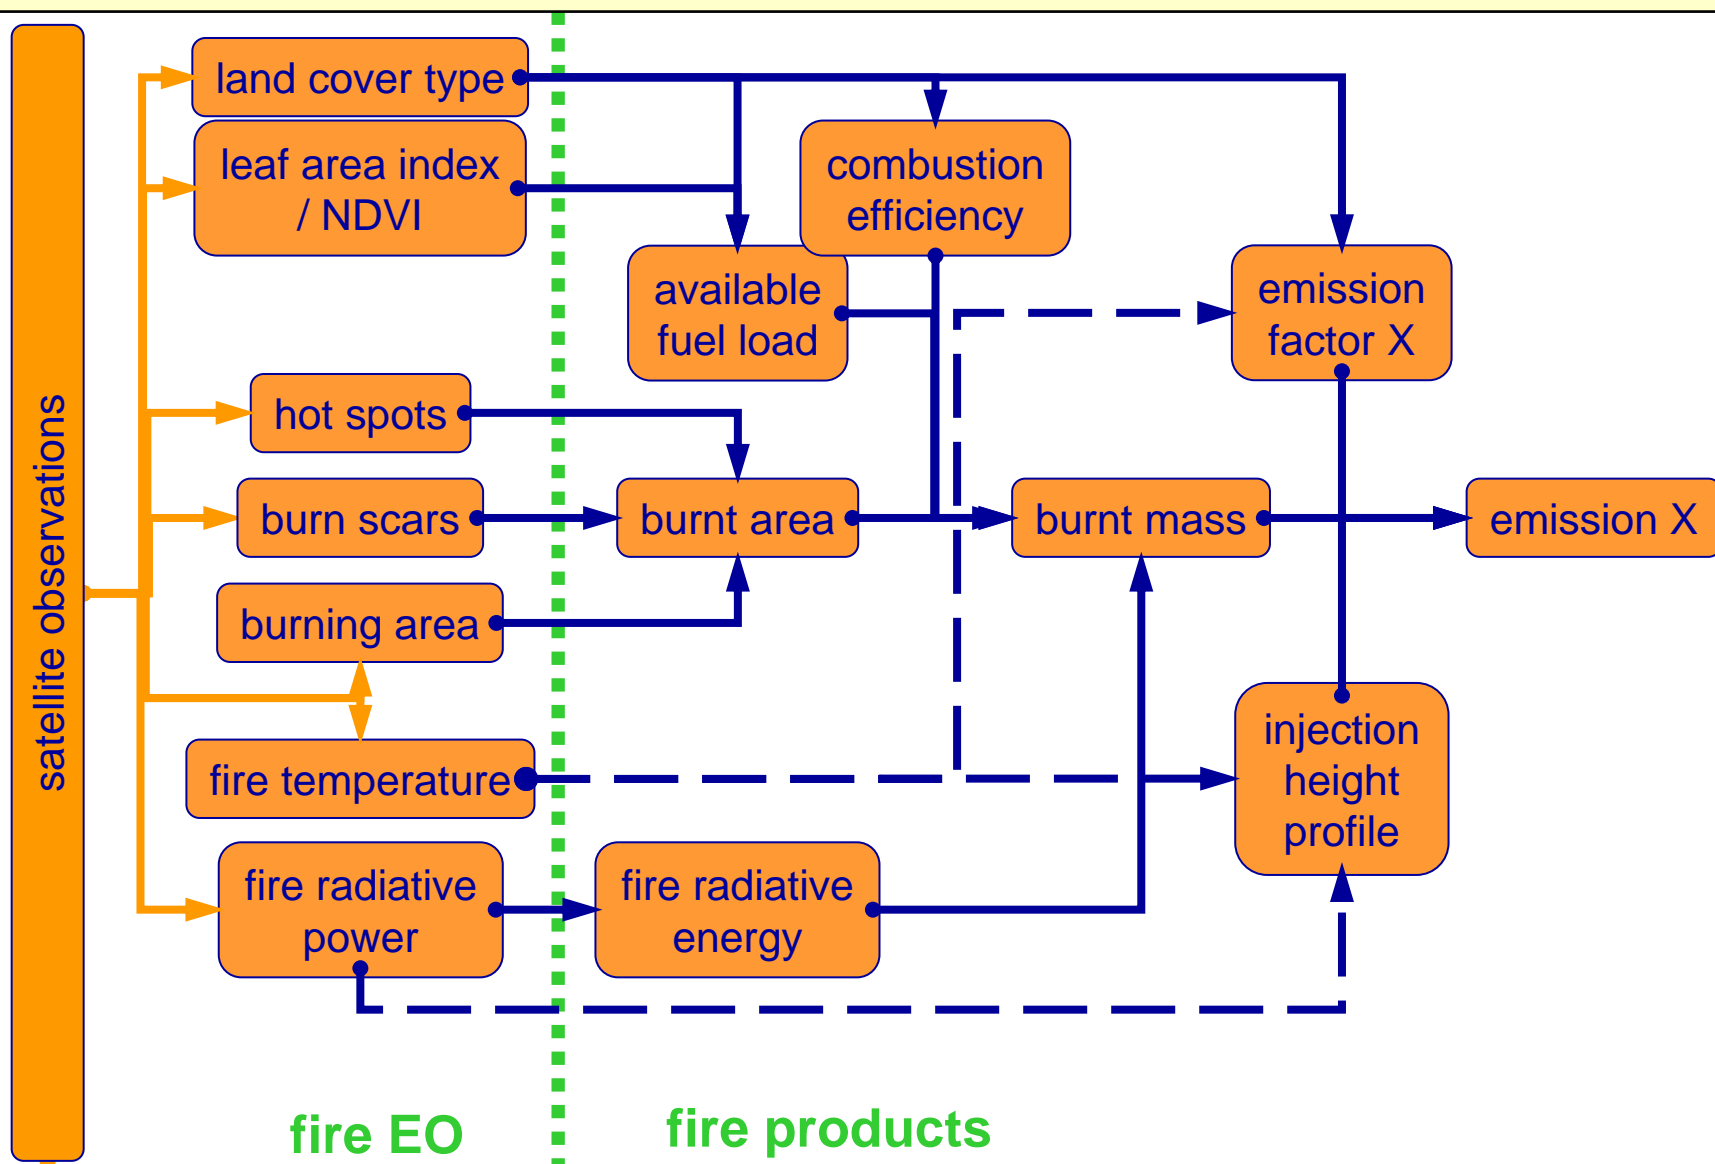 satellite observations
land cover type
leaf area index
/ NDVI
hot spots
burn scars
burning area
fire temperature
fire radiative
power
combustion
efficiency
available
fuel load
burnt area
fire radiative
energy
burnt mass
emission
factor X
injection
height
profile
emission X
fire EO
fire products